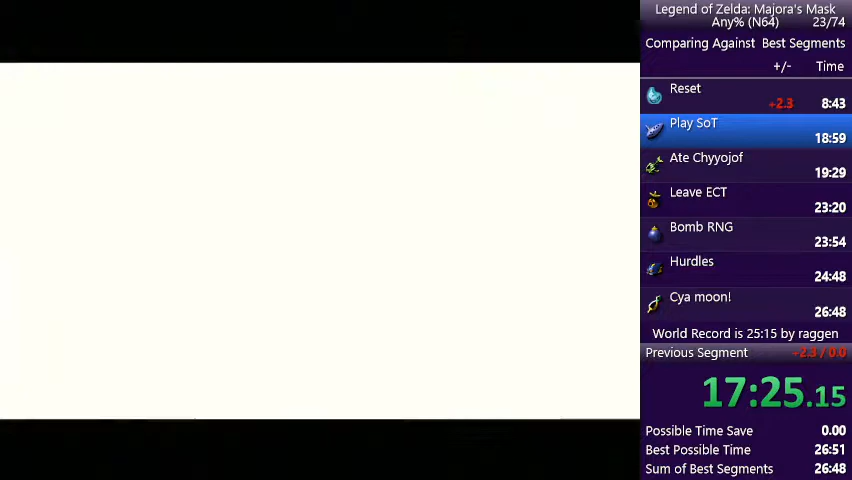 Legend of Zelda: Majora's Mask
Any% (N64) 23/74
Comparing Against Best Segments
+/- Time
Reset +2.3 8:43
Play SoT 18:59
Ate Chyyojof 19:29
Leave ECT 23:20
Bomb RNG 23:54
Hurdles 24:48
Cya moon! 26:48
World Record is 25:15 by raggen
Previous Segment +2.3 / 0.0
17:25.15
Possible Time Save 0.00
Best Possible Time 26:51
Sum of Best Segments 26:48